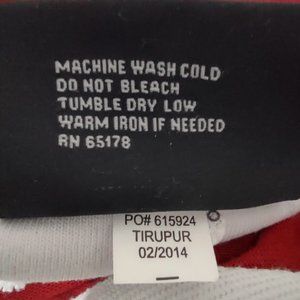 MACHINE WASH COLD
DO NOT BLEACH
TUMBLE DRY LOW
WARM IRON IF NEEDED
RN 65178
PO# 615924
TIRUPUR
02/2014